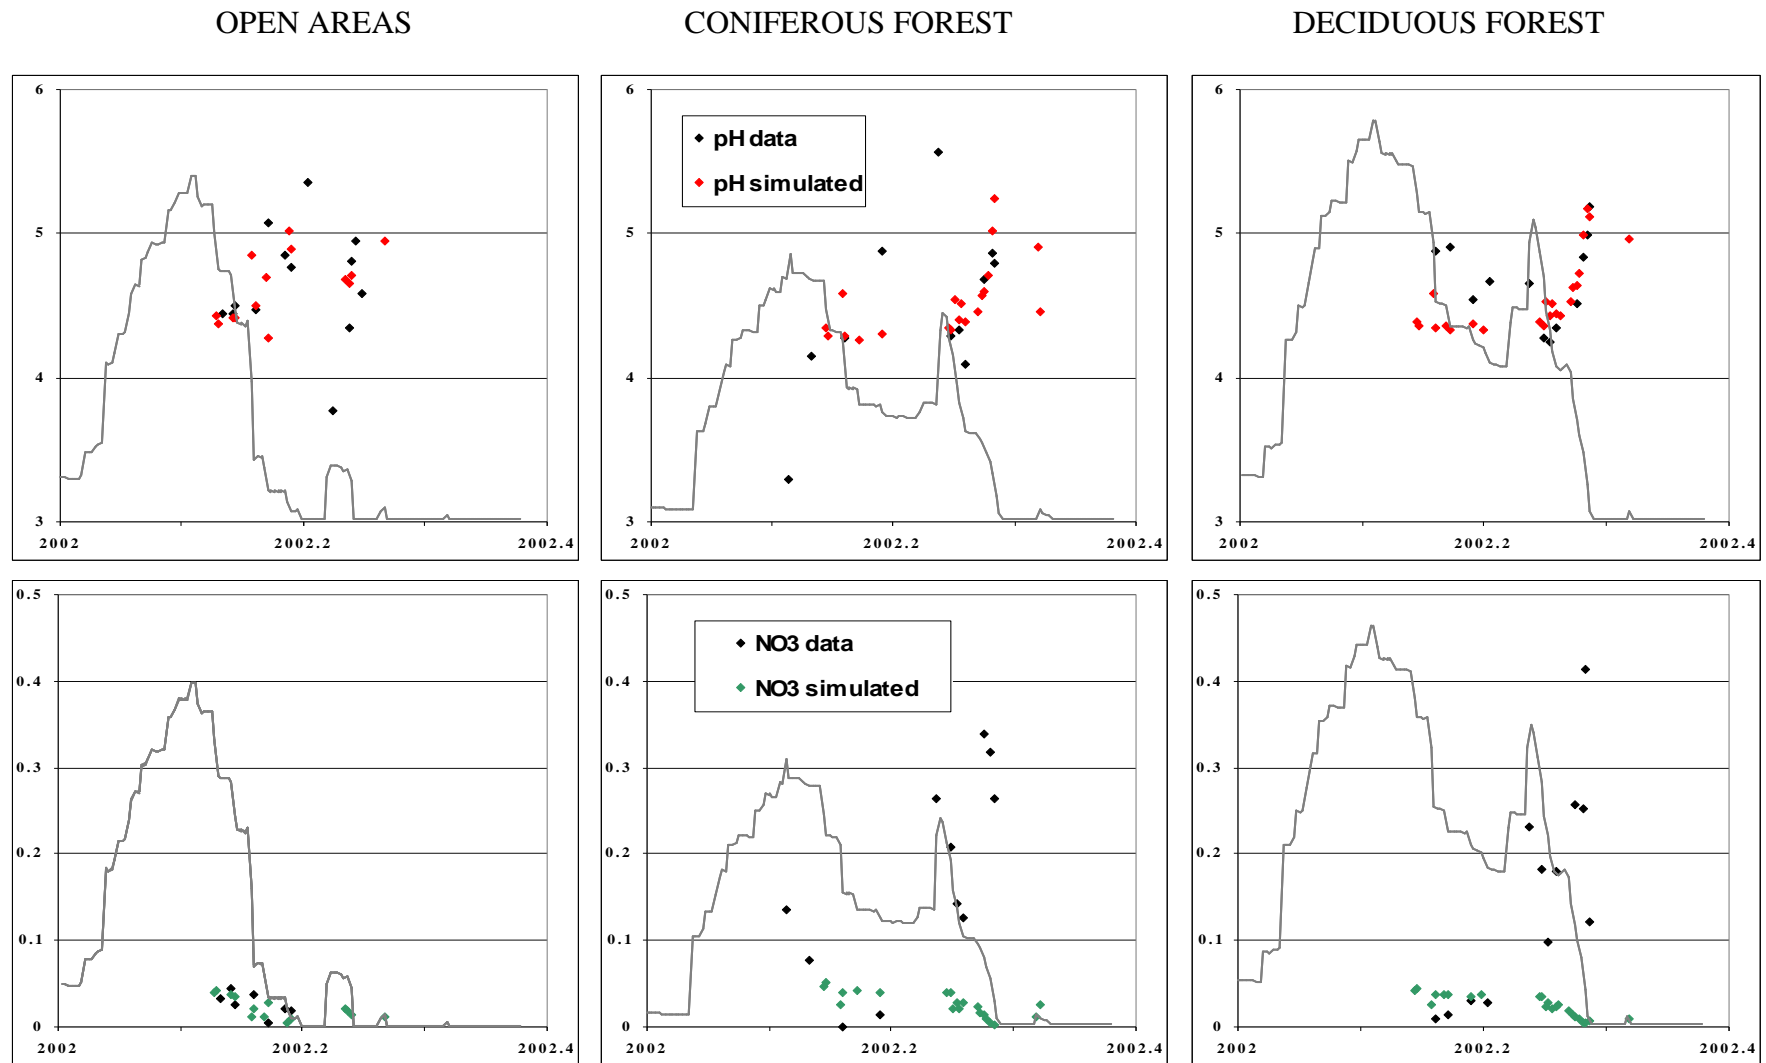 OPEN AREAS CONIFEROUS FOREST DECIDUOUS FOREST
6 6 6
pH data
pH simulated
5 5 5
4 4 4
3 3 3
2002 2002.2 2002.4 2002 2002.2 2002.4 2002 2002.2 2002.4
0.5 0.5 0.5
NO3 data
NO3 simulated
0.4 0.4 0.4
0.3 0.3 0.3
0.2 0.2 0.2
0.1 0.1 0.1
0 0 0
2002 2002.2 2002.4 2002 2002.2 2002.4 2002 2002.2 2002.4